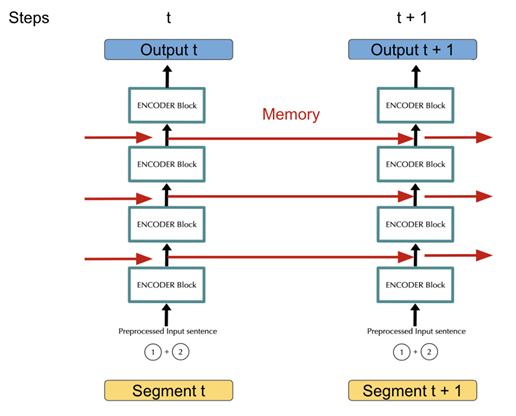 Steps t t + 1
Output t Output t + 1
ENCODER Block ENCODER Block
Memory
ENCODER Block ENCODER Block
ENCODER Block ENCODER Block
ENCODER Block ENCODER Block
Preprocessed Input sentence Preprocessed Input sentence
1 + 2 1 + 2
Segment t Segment t + 1